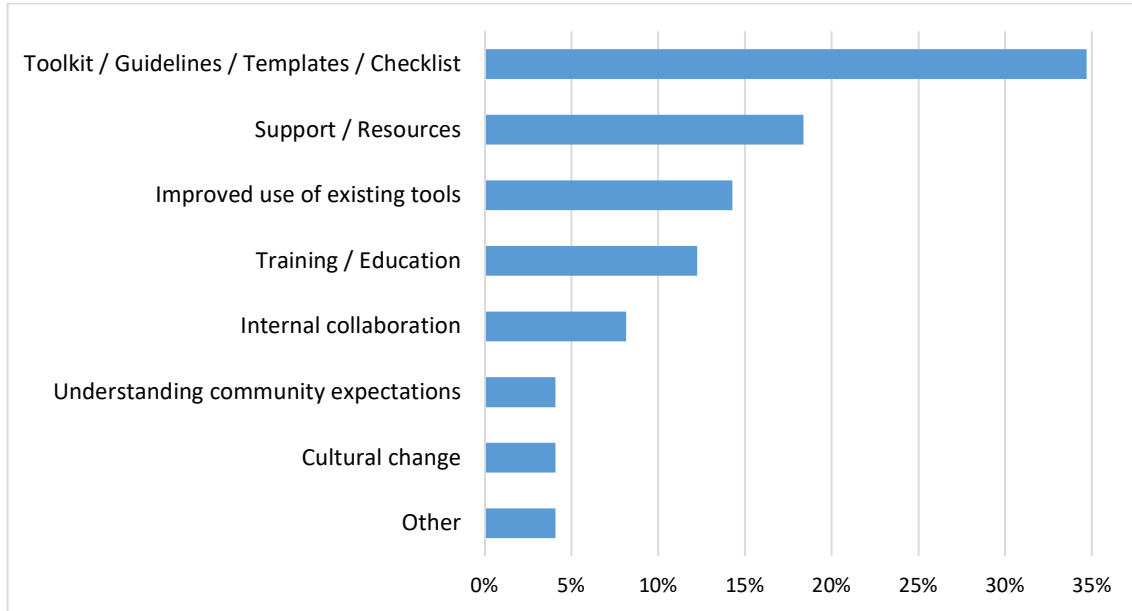 Toolkit / Guidelines / Templates / Checklist
Support / Resources
Improved use of existing tools
Training / Education
Internal collaboration
Understanding community expectations
Cultural change
Other
0% 5% 10% 15% 20% 25% 30% 35%